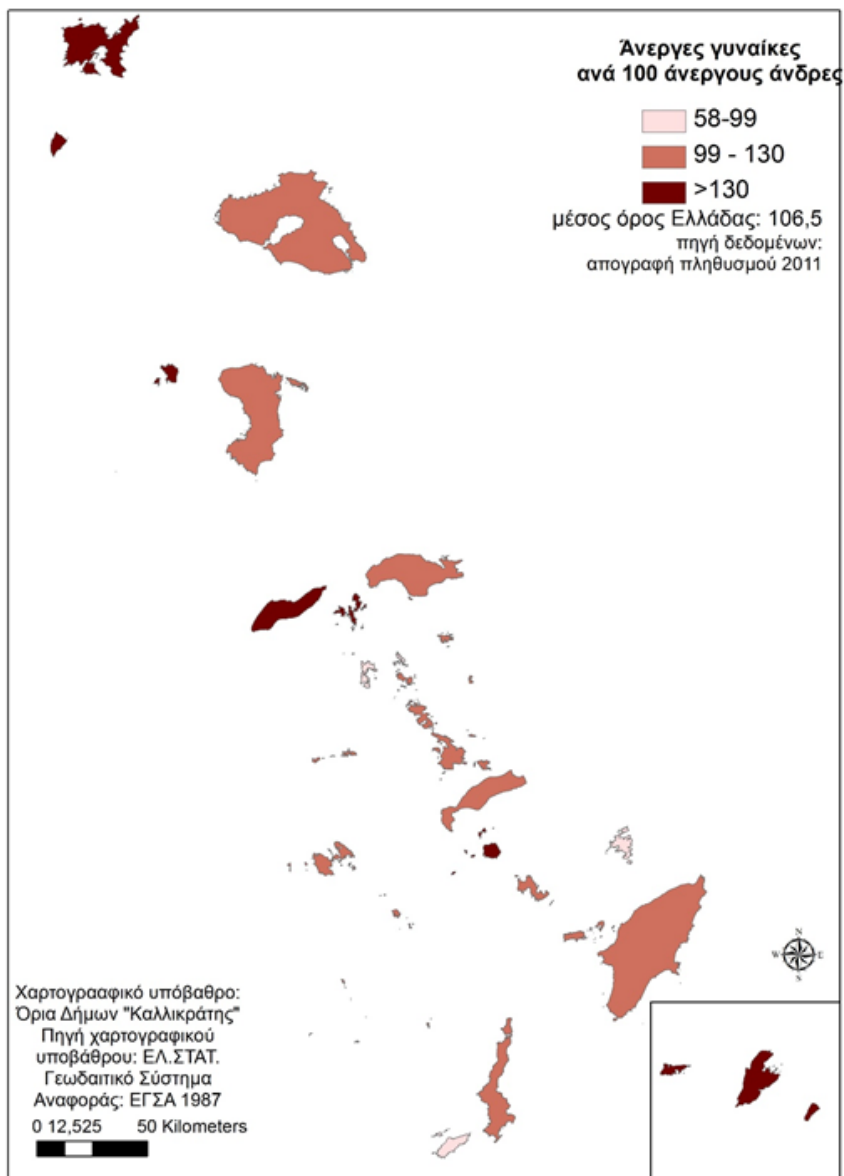 Άνεργες γυναίκες
ανά 100 άνεργους άνδρες
58-99
99 - 130
>130
μέσος όρος Ελλάδας: 106,5
πηγή δεδομένων:
απογραφή πληθυσμού 2011
N
W E
S
Χαρτογρααφικό υπόβαθρο:
Όρια Δήμων "Καλλικράτης"
Πηγή χαρτογραφικού
υποβάθρου: ΕΛ.ΣΤΑΤ.
Γεωδαιτικό Σύστημα
Αναφοράς: ΕΓΣΑ 1987
0 12,525 50 Kilometers